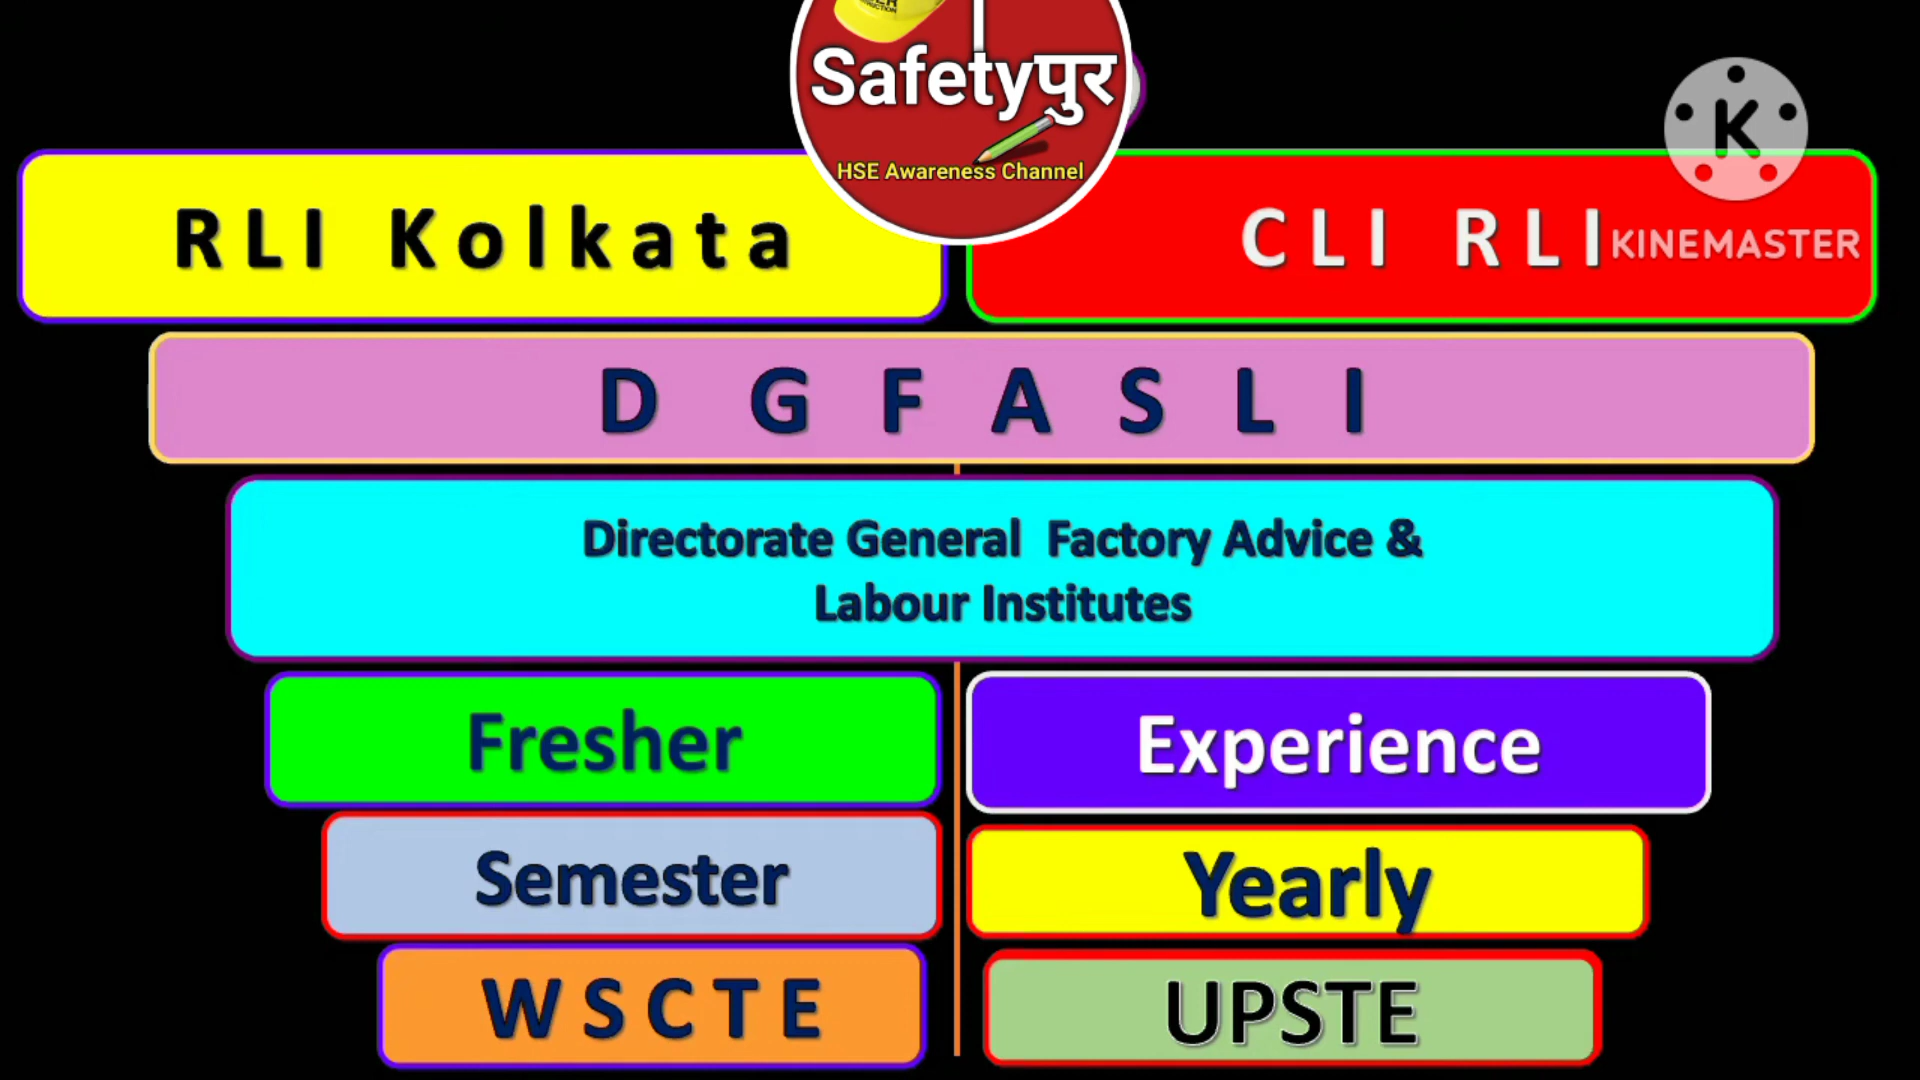 Safetyपुर
HSE Awareness Channel
K
KINEMASTER
RLI Kolkata
CLI RLI
D G F A S L I
Directorate General Factory Advice &
Labour Institutes
Fresher
Experience
Semester
Yearly
W S C T E
UPSTE